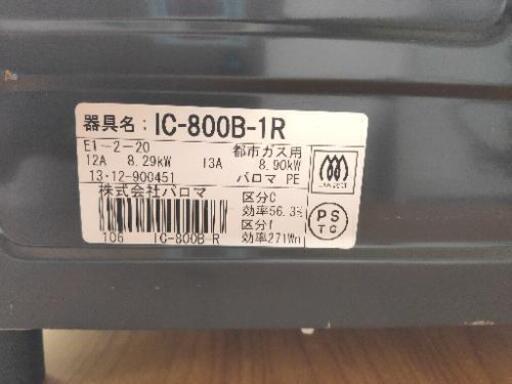 器具名：IC-800B-1R
E1-2-20 都市ガス用
12A 8.29kW 13A 8.90kW
13・12-900451 パロマ PE
株式会社パロマ
区分C
効率56.3%
区分f
効率271Wh
106 IC-800B R
PS
TG